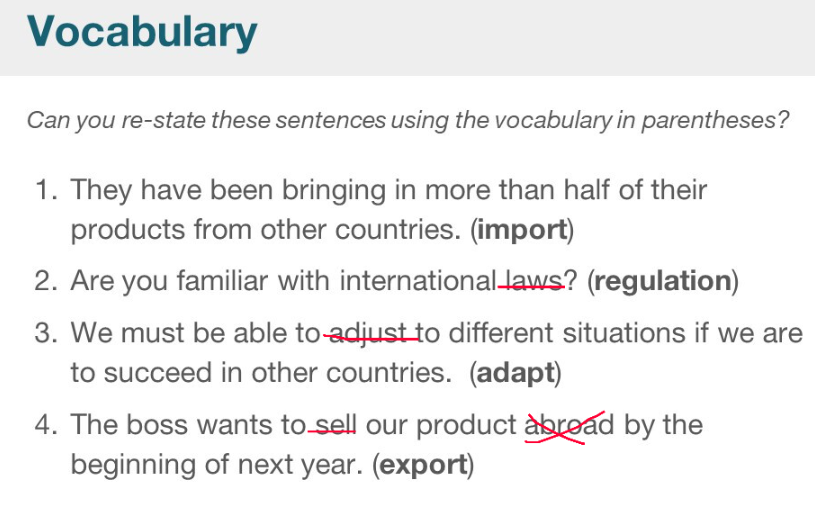 Vocabulary
Can you re-state these sentences using the vocabulary in parentheses?
1. They have been bringing in more than half of their
products from other countries. (import)
2. Are you familiar with international laws? (regulation)
3. We must be able to adjust to different situations if we are
to succeed in other countries. (adapt)
4. The boss wants to sell our product abroad by the
beginning of next year. (export)